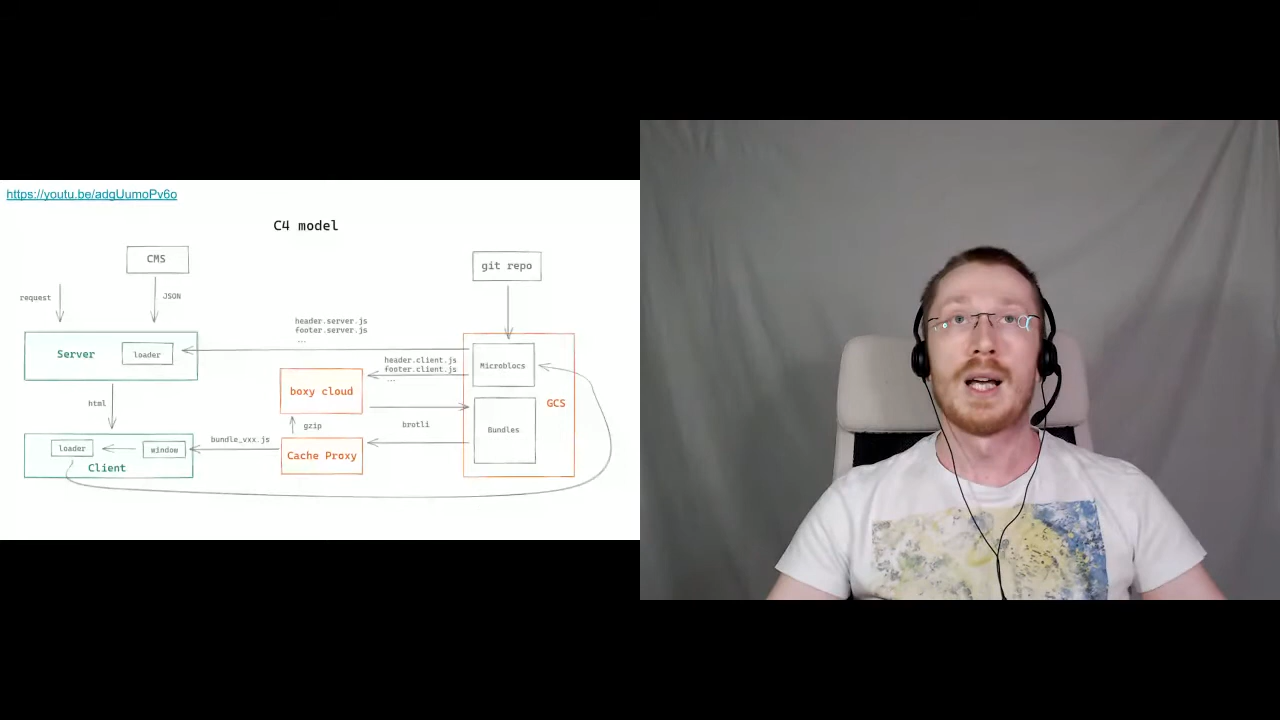 https://youtu.be/adgUumoPv6o
C4 model
CMS
git repo
request
JSON
header.server.js
footer.server.js
...
Server
loader
header.client.js
footer.client.js
...
Microblocs
boxy cloud
GCS
html
gzip
brotli
Bundles
bundle_vxx.js
loader
window
Cache Proxy
Client